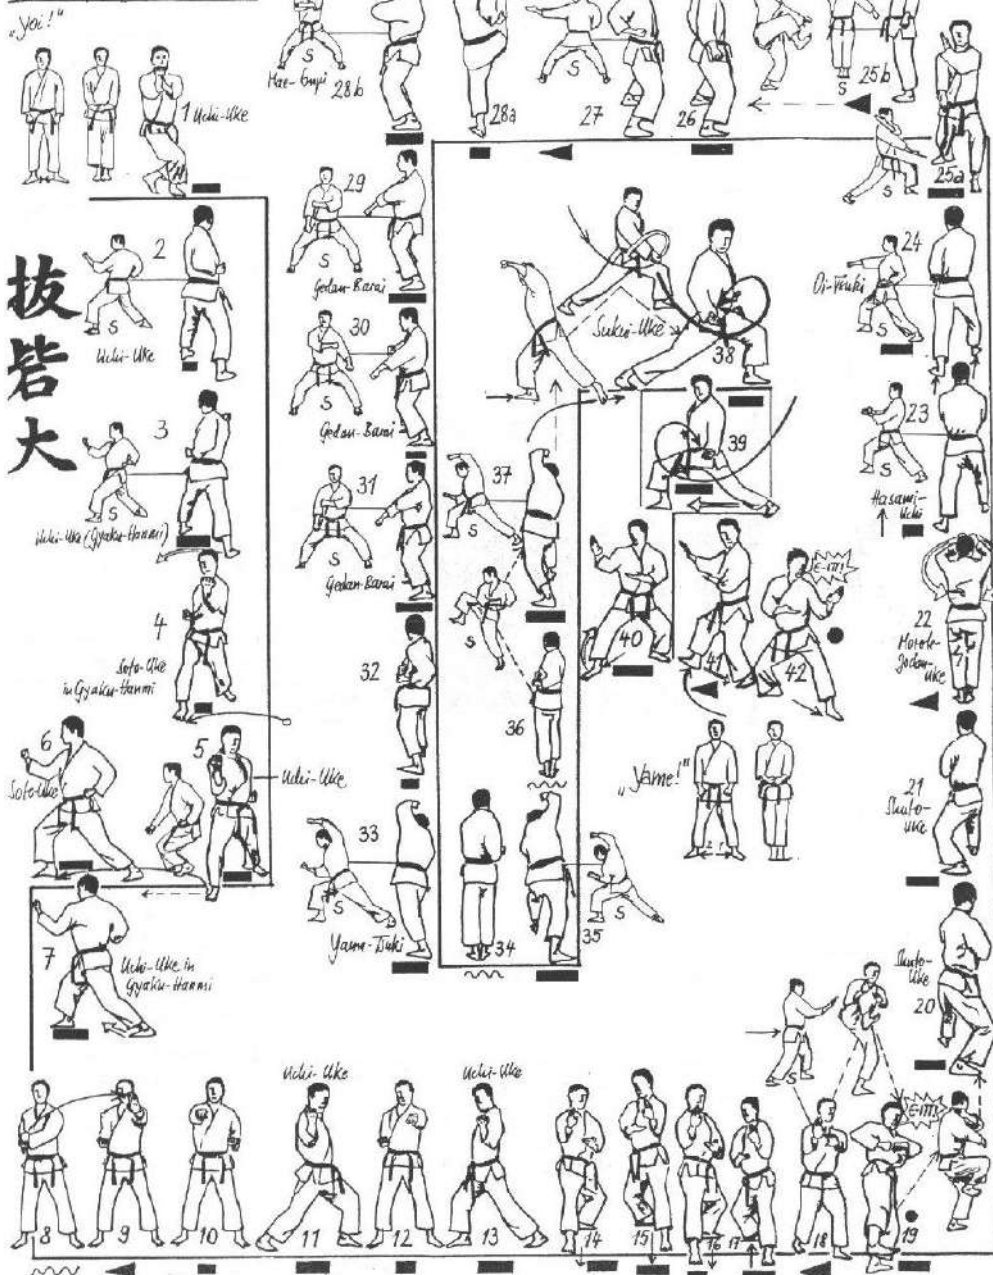 „Yoi!"
1 Uchi-Uke
2
Uchi-Uke
3
Uchi-Uke (Gyaku-Hanmi)
4
Soto-Uke
in Gyaku-Hanmi
5
Uchi-Uke
6
Soto-Uke
7
Uchi-Uke in
Gyaku-Hanmi
抜
砦
大
S
S
S
Mae-Geri
28b
28a
S
27
26
S
25b
S
25a
29
S
Gedan-Barai
30
S
Gedan-Barai
31
S
Gedan-Barai
32
33
S
Yama-Tsuki
34
35
S
36
37
S
S
Sukui-Uke
38
39
40
41
42
E-ITT!
„Yame!"
2 1
24
Oi-Tsuki
S
23
S
Hasami-
Uchi
22
Morote-
Jodan-
Uke
21
Shuto-
Uke
Shuto-
Uke
20
S
E-ITT!
Uchi-Uke
Uchi-Uke
8
9
10
11
12
13
14
15
16
17
18
19